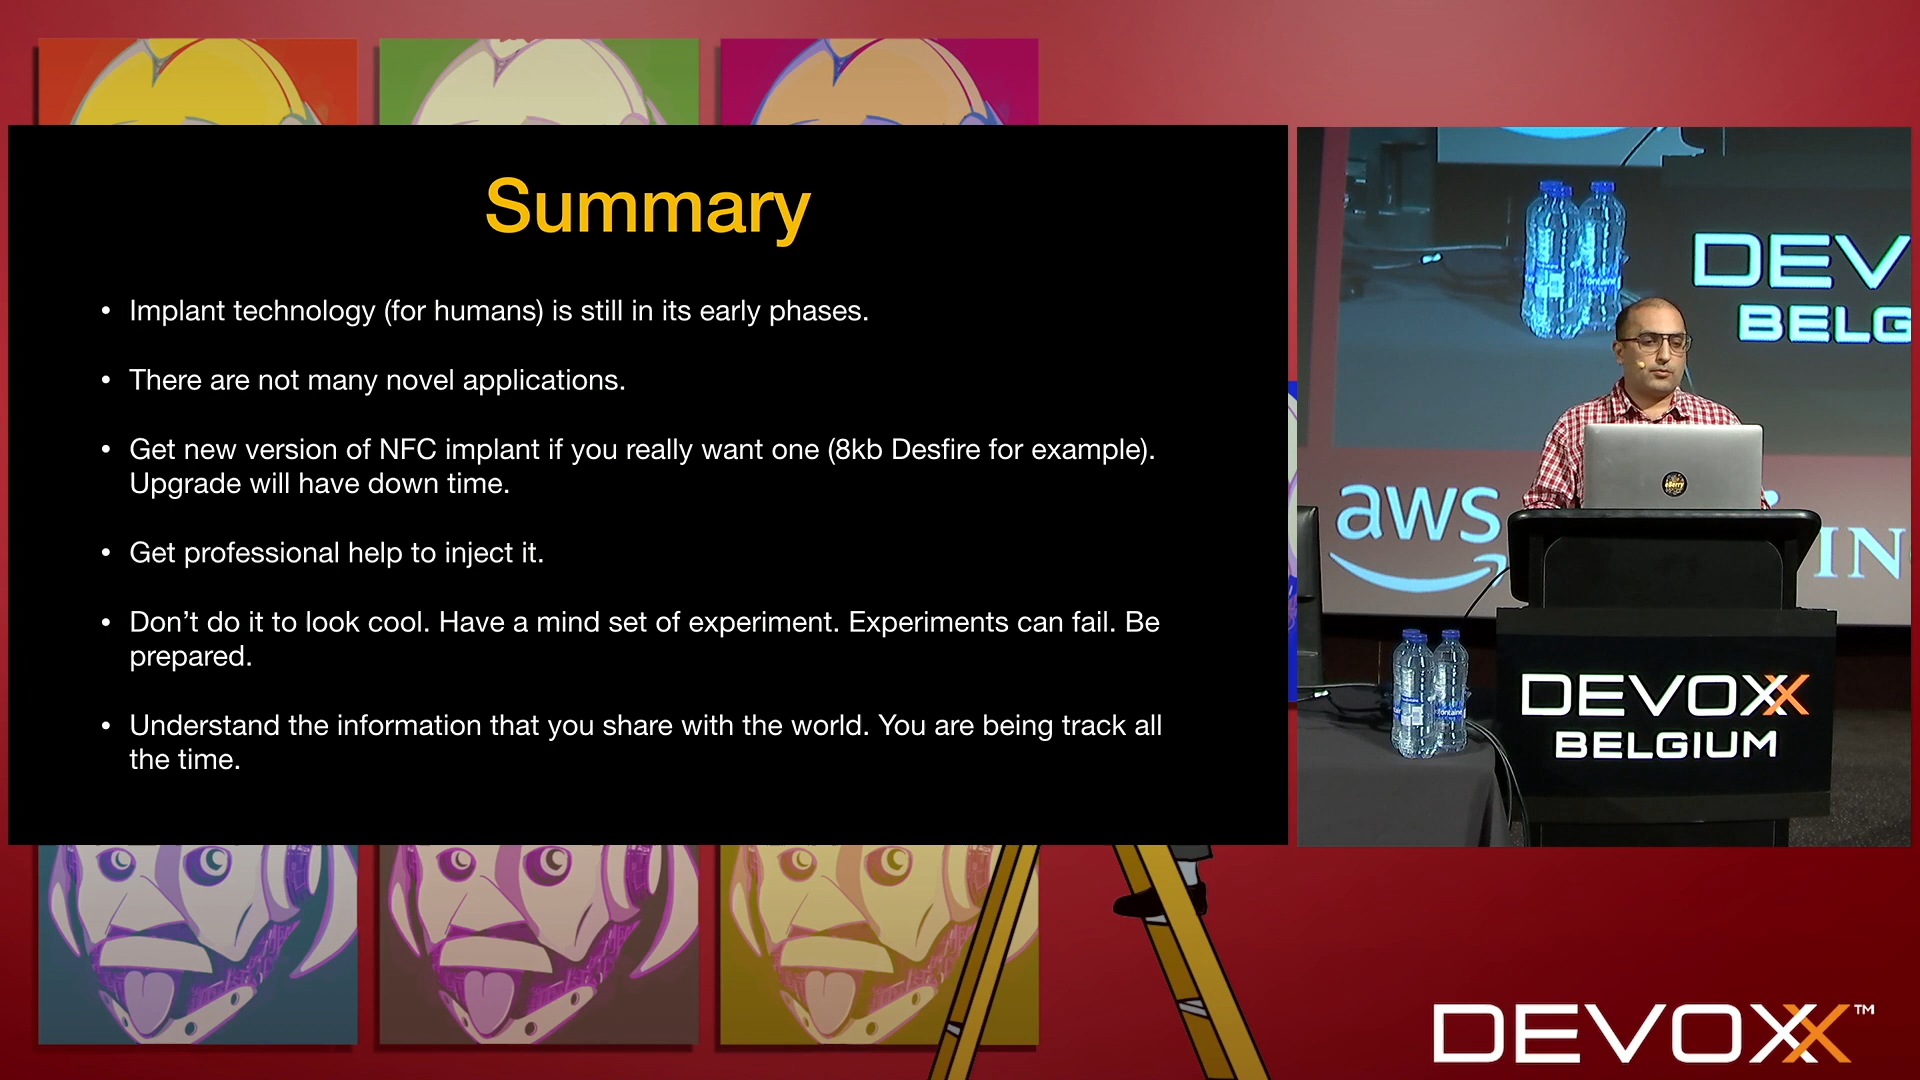 Summary
• Implant technology (for humans) is still in its early phases.
• There are not many novel applications.
• Get new version of NFC implant if you really want one (8kb Desfire for example).
Upgrade will have down time.
• Get professional help to inject it.
• Don’t do it to look cool. Have a mind set of experiment. Experiments can fail. Be
prepared.
• Understand the information that you share with the world. You are being track all
the time.
DEV
BELG
aws
IN
DEVOXX
BELGIUM
DEVOXX™